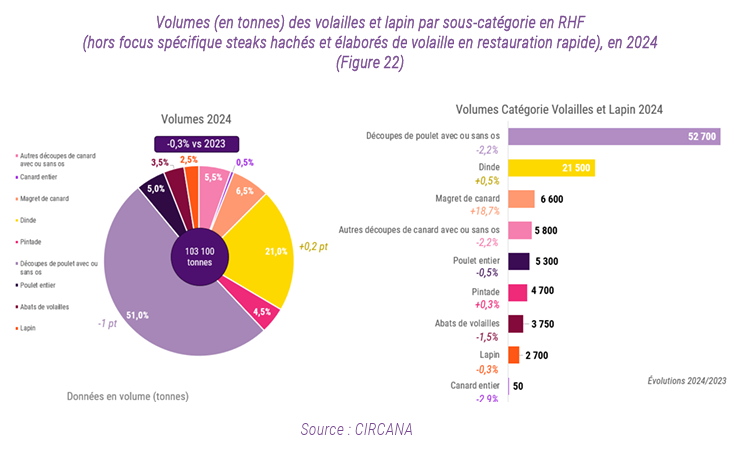 Volumes (en tonnes) des volailles et lapin par sous-catégorie en RHF
(hors focus spécifique steaks hachés et élaborés de volaille en restauration rapide), en 2024
(Figure 22)
Volumes 2024
-0,3% vs 2023
Autres découpes de canard
avec ou sans os
Canard entier
Magret de canard
Dinde
Pintade
Découpes de poulet avec ou
sans os
Poulet entier
Abats de volailles
Lapin
5,5%
0,5%
6,5%
21,0%
+0,2 pt
4,5%
51,0%
-1 pt
5,0%
3,5%
2,5%
103 100
tonnes
Données en volume (tonnes)
Volumes Catégorie Volailles et Lapin 2024
Découpes de poulet avec ou sans os 52 700
-2,2%
Dinde 21 500
+0,5%
Magret de canard 6 600
+18,7%
Autres découpes de canard avec ou sans os 5 800
-2,2%
Poulet entier 5 300
-0,5%
Pintade 4 700
+0,3%
Abats de volailles 3 750
-1,5%
Lapin 2 700
-0,3%
Canard entier 50
-2,9%
Évolutions 2024/2023
Source : CIRCANA